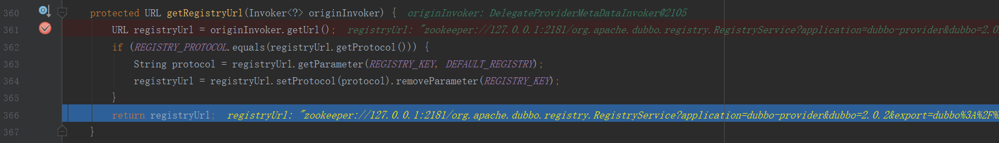 360 protected URL getRegistryUrl(Invoker<?> originInvoker) { originInvoker: DelegateProviderMetaDataInvoker@2105
361 URL registryUrl = originInvoker.getUrl(); registryUrl: "zookeeper://127.0.0.1:2181/org.apache.dubbo.registry.RegistryService?application=dubbo-provider&dubbo=2.0
362 if (REGISTRY_PROTOCOL.equals(registryUrl.getProtocol())) {
363 String protocol = registryUrl.getParameter(REGISTRY_KEY, DEFAULT_REGISTRY);
364 registryUrl = registryUrl.setProtocol(protocol).removeParameter(REGISTRY_KEY);
365 }
366 return registryUrl; registryUrl: "zookeeper://127.0.0.1:2181/org.apache.dubbo.registry.RegistryService?application=dubbo-provider&dubbo=2.0.2&export=dubbo%3A%2F%
367 }